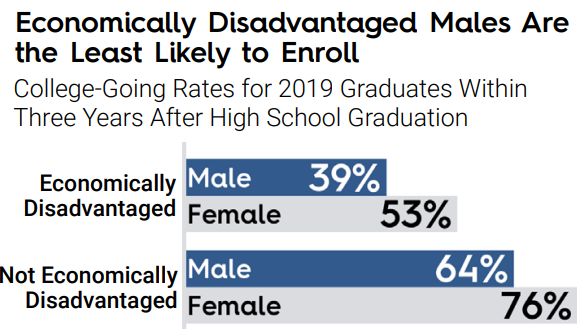 Economically Disadvantaged Males Are
the Least Likely to Enroll
College-Going Rates for 2019 Graduates Within
Three Years After High School Graduation
Economically
Disadvantaged
Male 39%
Female 53%
Not Economically
Disadvantaged
Male 64%
Female 76%